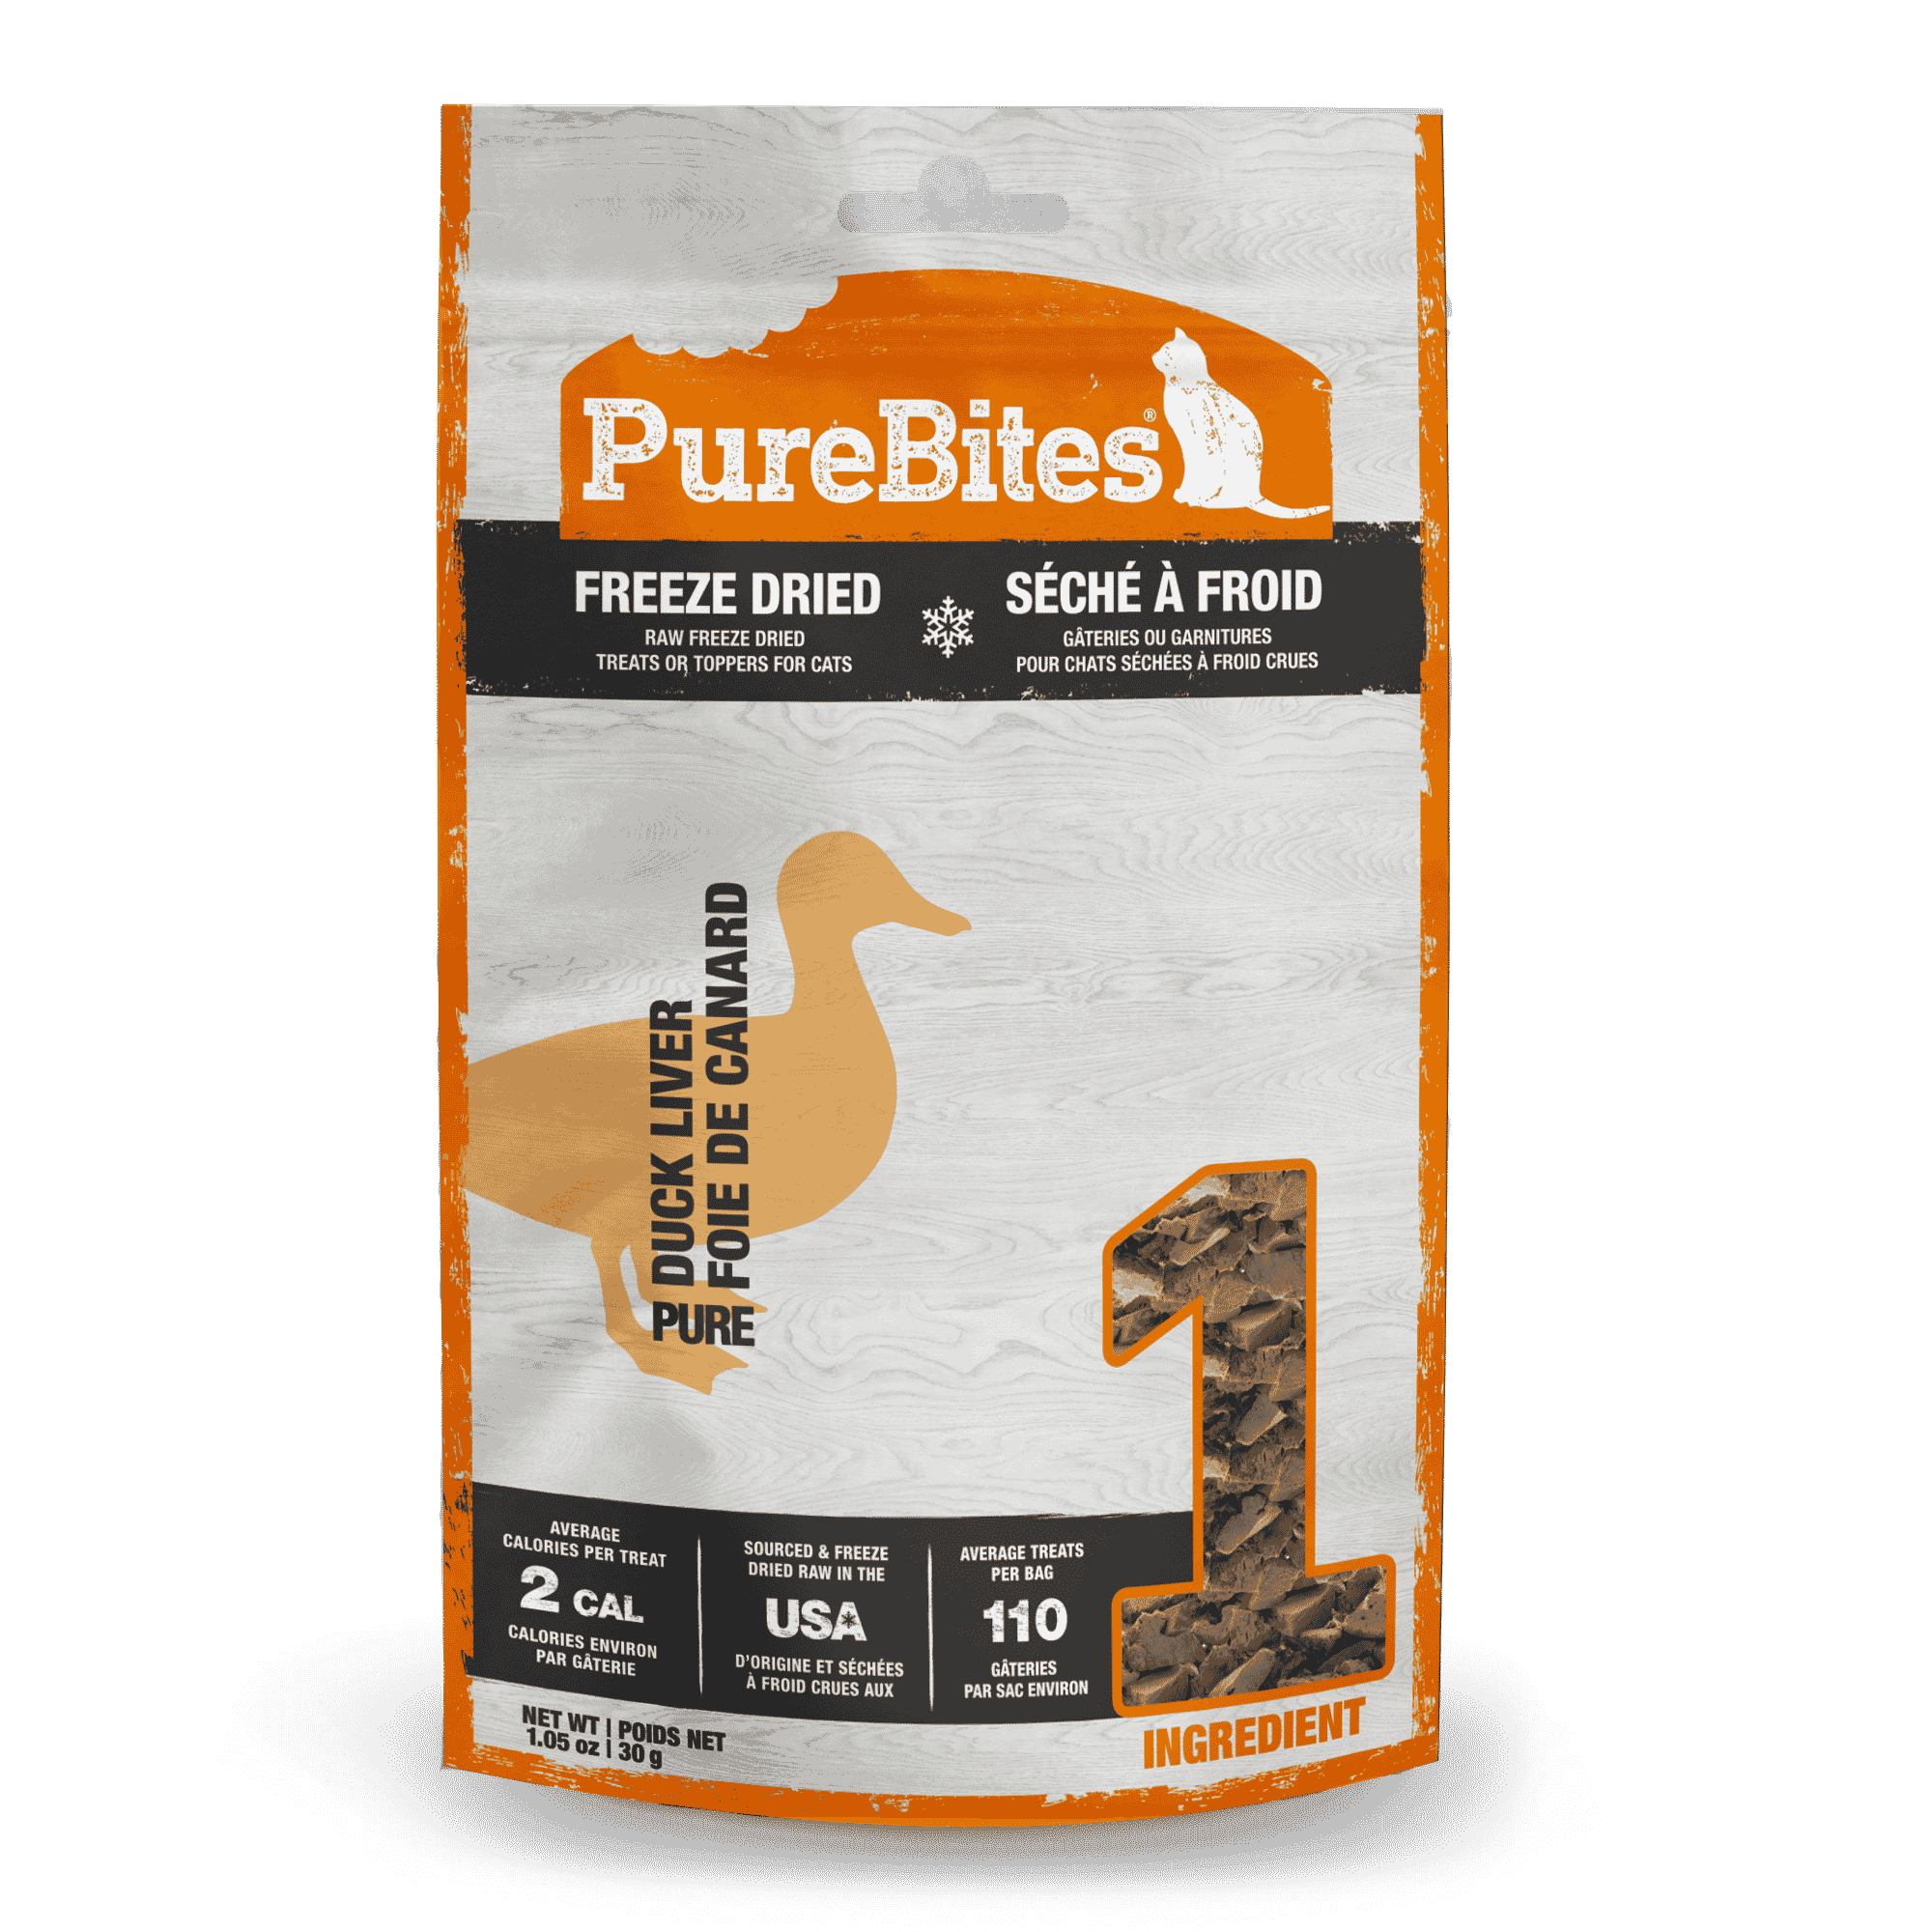 PureBites®
FREEZE DRIED
RAW FREEZE DRIED
TREATS OR TOPPERS FOR CATS
SÉCHÉ À FROID
GÂTERIES OU GARNITURES
POUR CHATS SÉCHÉES À FROID CRUES
PURE
DUCK LIVER
FOIE DE CANARD
AVERAGE
CALORIES PER TREAT
2 CAL
CALORIES ENVIRON
PAR GÂTERIE
SOURCED & FREEZE
DRIED RAW IN THE
USA
D'ORIGINE ET SÉCHÉES
À FROID CRUES AUX
AVERAGE TREATS
PER BAG
110
GÂTERIES
PAR SAC ENVIRON
1
INGREDIENT
NET WT | POIDS NET
1.05 oz | 30 g